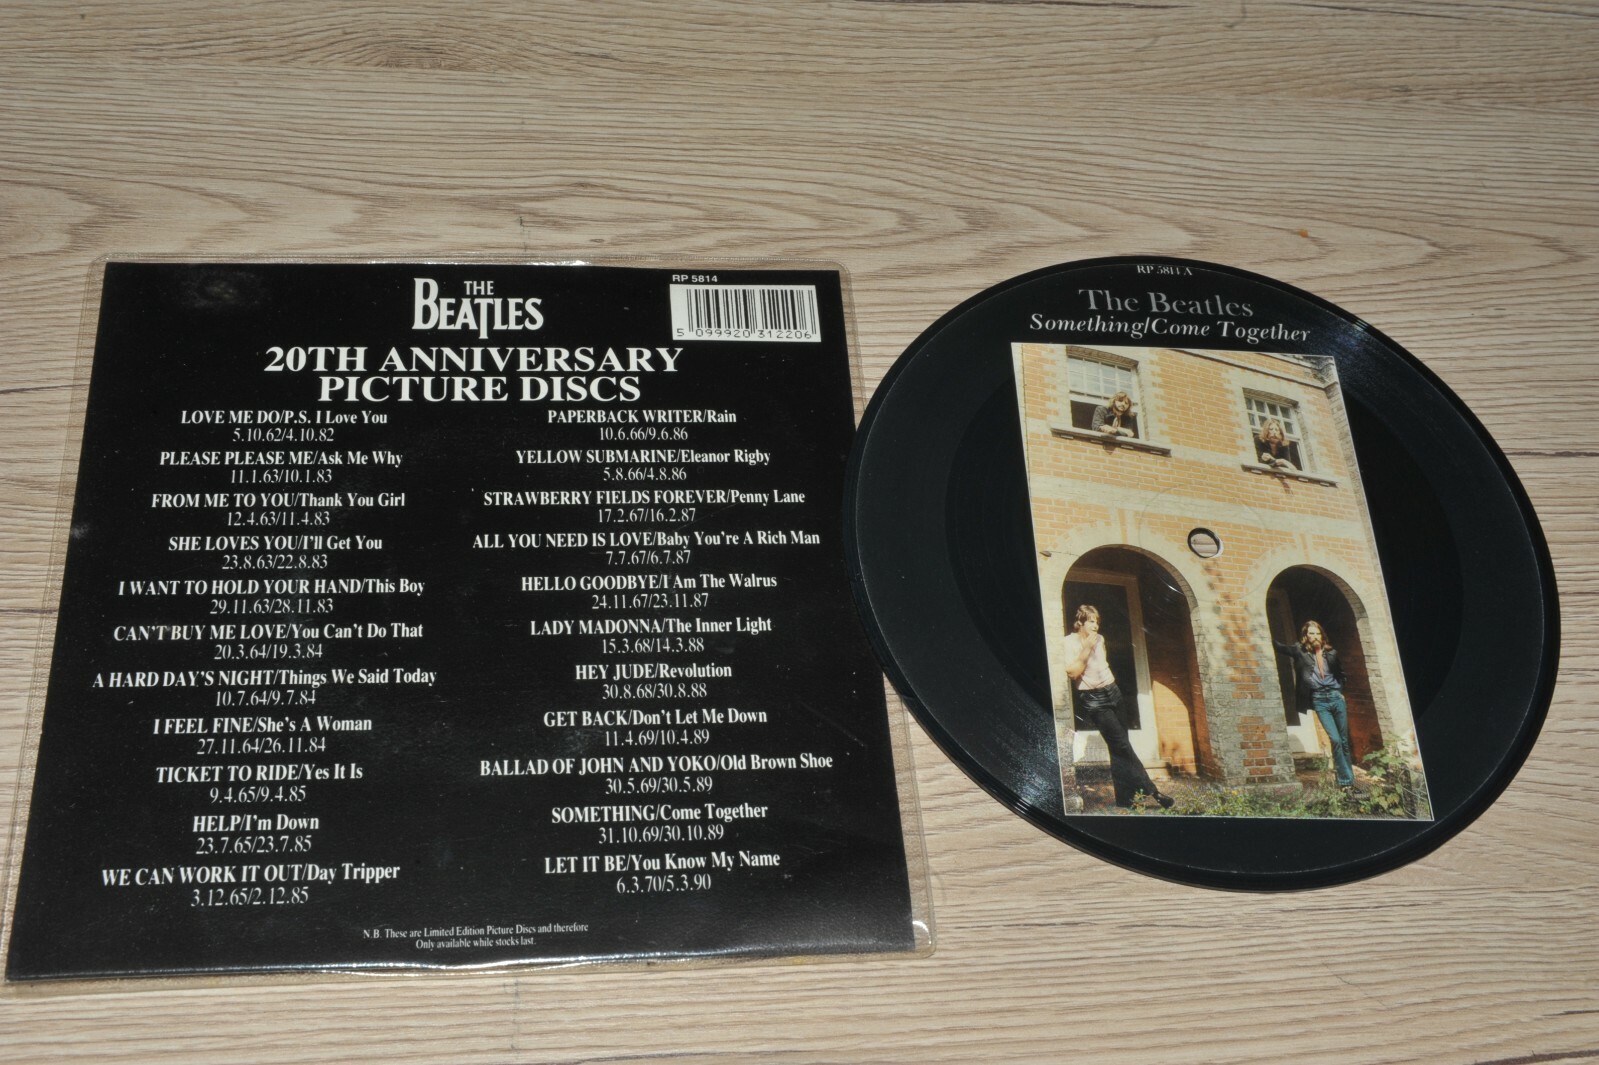 THE
BEATLES
RP 5814
5 099920 312206
20TH ANNIVERSARY
PICTURE DISCS
LOVE ME DO/P.S. I Love You
5.10.62/4.10.82
PLEASE PLEASE ME/Ask Me Why
11.1.63/10.1.83
FROM ME TO YOU/Thank You Girl
12.4.63/11.4.83
SHE LOVES YOU/I'll Get You
23.8.63/22.8.83
I WANT TO HOLD YOUR HAND/This Boy
29.11.63/28.11.83
CAN'T BUY ME LOVE/You Can't Do That
20.3.64/19.3.84
A HARD DAY'S NIGHT/Things We Said Today
10.7.64/9.7.84
I FEEL FINE/She's A Woman
27.11.64/26.11.84
TICKET TO RIDE/Yes It Is
9.4.65/9.4.85
HELP/I'm Down
23.7.65/23.7.85
WE CAN WORK IT OUT/Day Tripper
3.12.65/2.12.85
PAPERBACK WRITER/Rain
10.6.66/9.6.86
YELLOW SUBMARINE/Eleanor Rigby
5.8.66/4.8.86
STRAWBERRY FIELDS FOREVER/Penny Lane
17.2.67/16.2.87
ALL YOU NEED IS LOVE/Baby You're A Rich Man
7.7.67/6.7.87
HELLO GOODBYE/I Am The Walrus
24.11.67/23.11.87
LADY MADONNA/The Inner Light
15.3.68/14.3.88
HEY JUDE/Revolution
30.8.68/30.8.88
GET BACK/Don't Let Me Down
11.4.69/10.4.89
BALLAD OF JOHN AND YOKO/Old Brown Shoe
30.5.69/30.5.89
SOMETHING/Come Together
31.10.69/30.10.89
LET IT BE/You Know My Name
6.3.70/5.3.90
N.B. These are Limited Edition Picture Discs and therefore
Only available while stocks last.
RP 5814 A
The Beatles
Something/Come Together